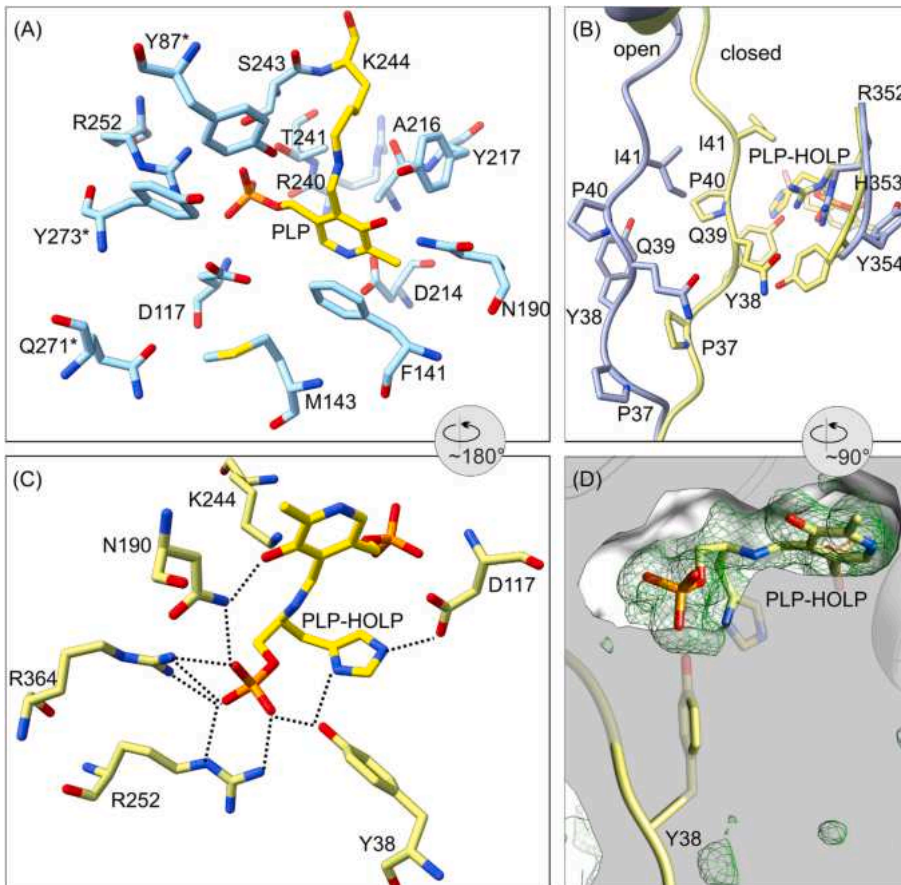 (A)
Y87*
S243
K244
R252
T241
A216
Y217
R240
Y273*
PLP
D117
D214
N190
Q271*
M143
F141
~180°
(B)
open
closed
R352
I41
I41
PLP-HOLP
P40
P40
H353
Q39
Q39
Y354
Y38
Y38
P37
P37
~90°
(C)
K244
N190
D117
PLP-HOLP
R364
R252
Y38
(D)
PLP-HOLP
Y38